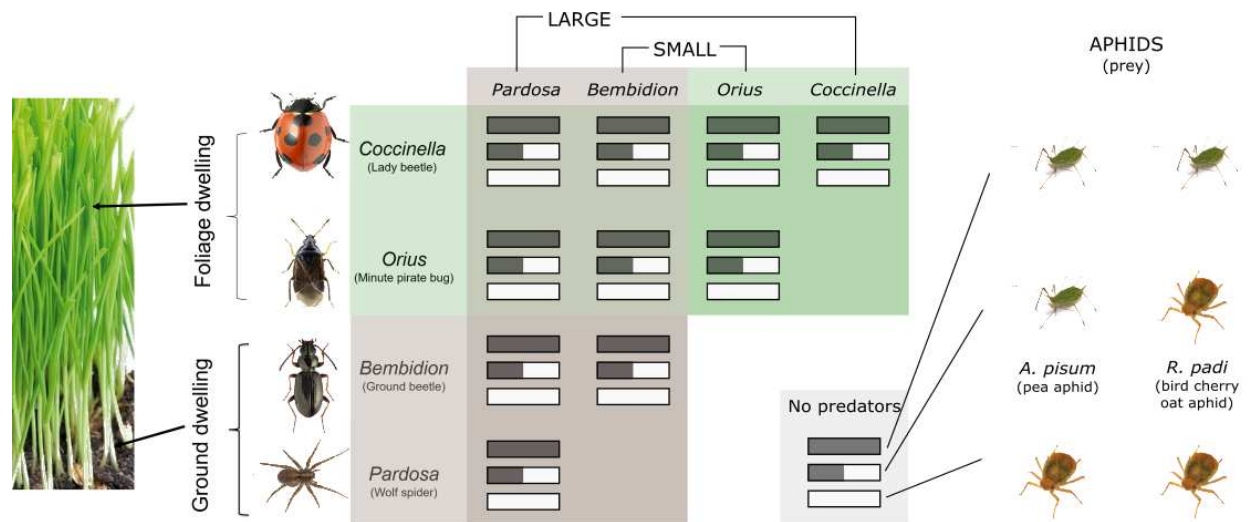 LARGE
SMALL
APHIDS
(prey)
Pardosa
Bembidion
Orius
Coccinella
Foliage dwelling
Coccinella
(Lady beetle)
Orius
(Minute pirate bug)
Ground dwelling
Bembidion
(Ground beetle)
Pardosa
(Wolf spider)
No predators
A. pisum
(pea aphid)
R. padi
(bird cherry
oat aphid)